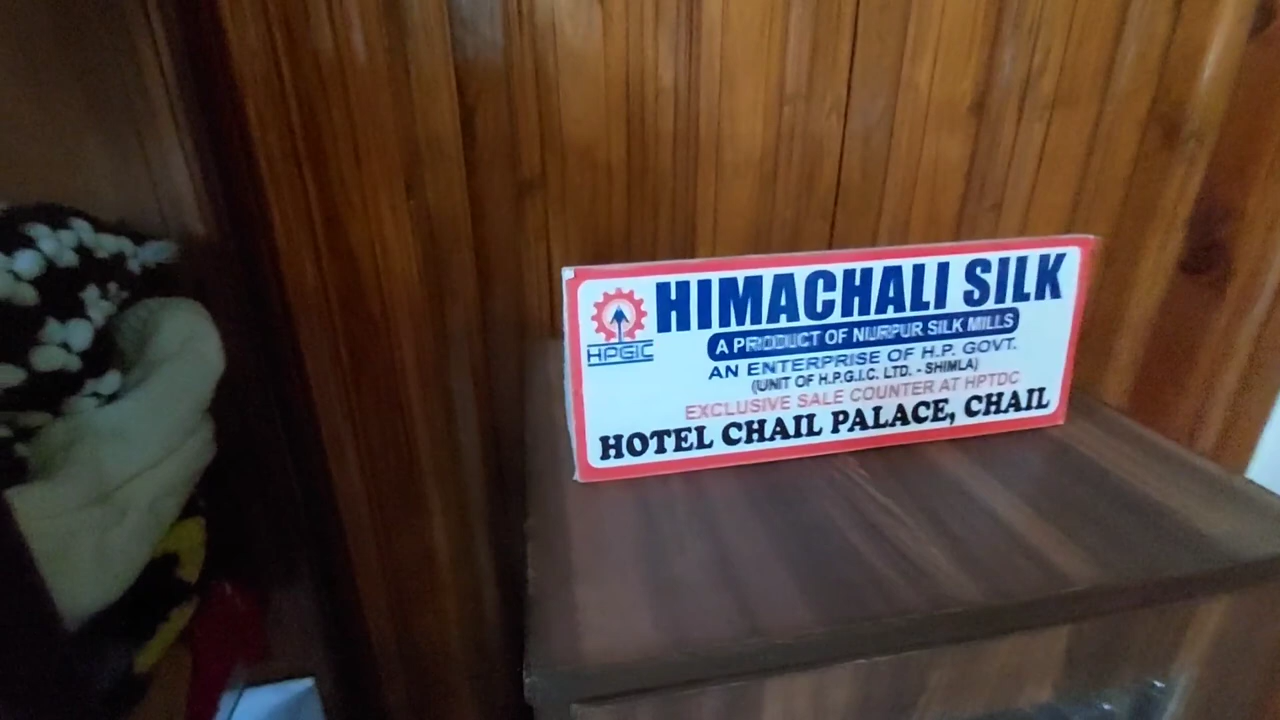 HIMACHALI SILK
HPGIC
A PRODUCT OF NURPUR SILK MILLS
AN ENTERPRISE OF H.P. GOVT.
(UNIT OF H.P.G.I.C. LTD. - SHIMLA)
EXCLUSIVE SALE COUNTER AT HPTDC
HOTEL CHAIL PALACE, CHAIL